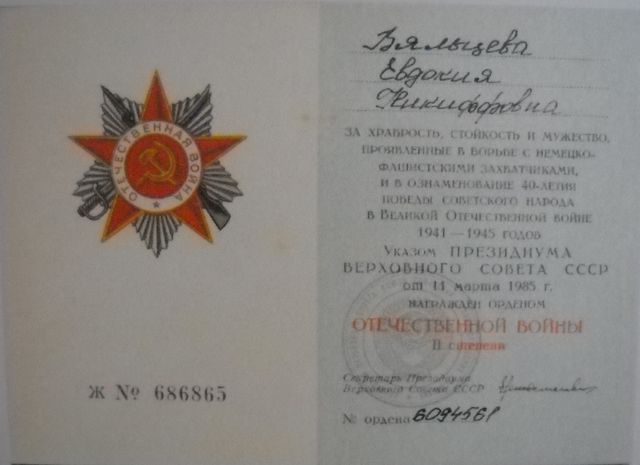 ОТЕЧЕСТВЕННАЯ ВОЙНА
Ж № 686865
Вяльцева
Евдокия
Никифоровна
ЗА ХРАБРОСТЬ, СТОЙКОСТЬ И МУЖЕСТВО,
ПРОЯВЛЕННЫЕ В БОРЬБЕ С НЕМЕЦКО-
ФАШИСТСКИМИ ЗАХВАТЧИКАМИ,
И В ОЗНАМЕНОВАНИЕ 40-ЛЕТИЯ
ПОБЕДЫ СОВЕТСКОГО НАРОДА
В ВЕЛИКОЙ ОТЕЧЕСТВЕННОЙ ВОЙНЕ
1941—1945 ГОДОВ
УКАЗОМ ПРЕЗИДИУМА
ВЕРХОВНОГО СОВЕТА СССР
от 11 марта 1985 г.
НАГРАЖДЕН ОРДЕНОМ
ОТЕЧЕСТВЕННОЙ ВОЙНЫ
II степени
Секретарь Президиума
Верховного Совета СССР
№ ордена 6094561